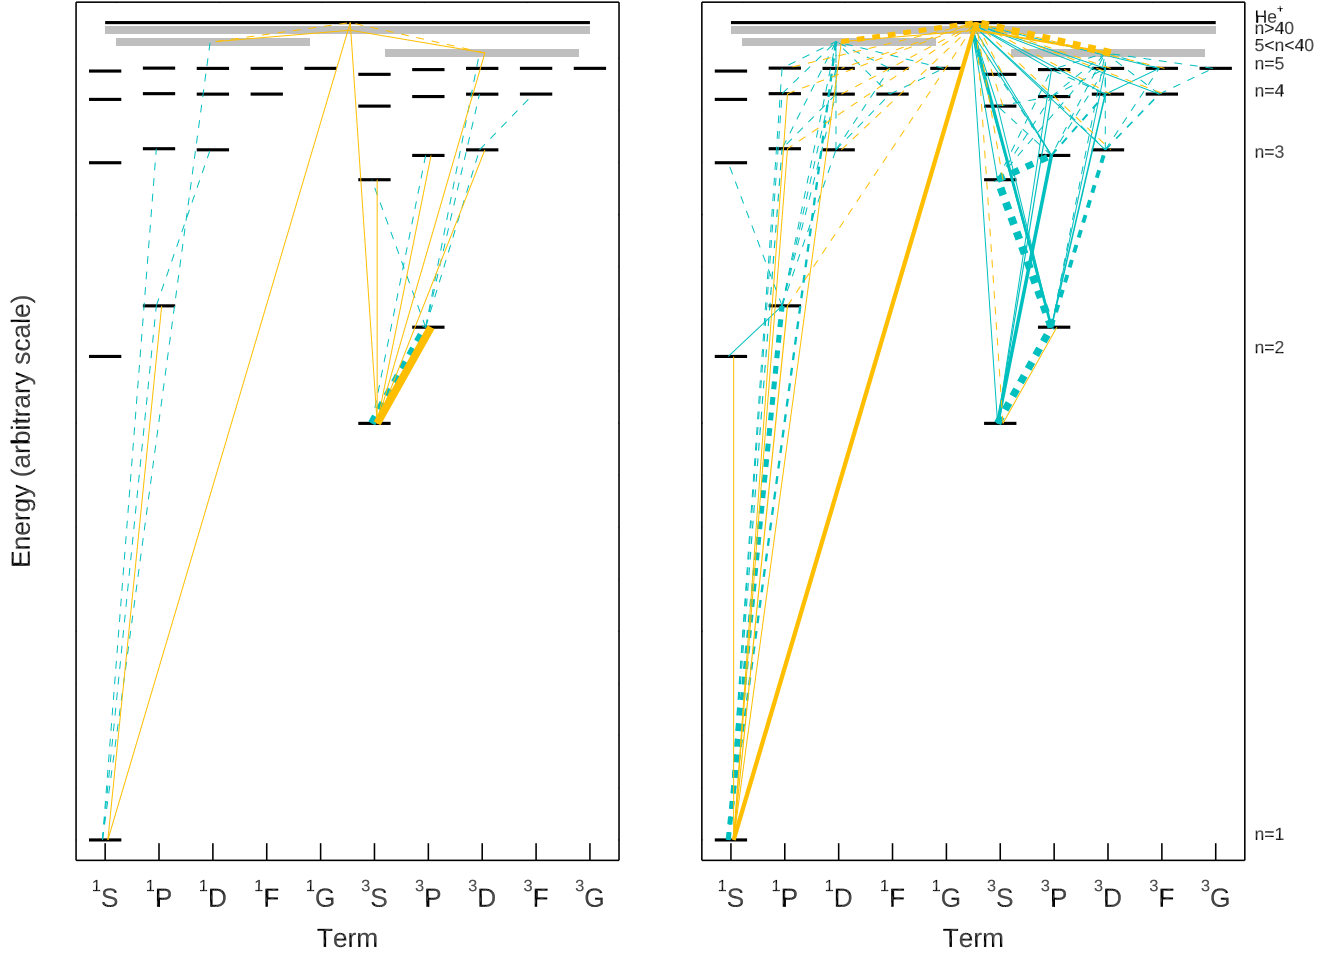 He⁺
n>40
5<n<40
n=5
n=4
n=3
n=2
n=1
Energy (arbitrary scale)
¹S ¹P ¹D ¹F ¹G ³S ³P ³D ³F ³G
Term
¹S ¹P ¹D ¹F ¹G ³S ³P ³D ³F ³G
Term